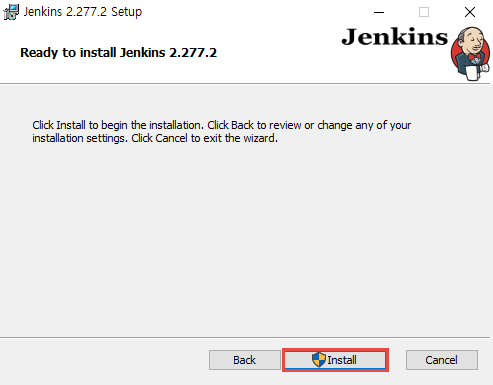 Jenkins 2.277.2 Setup
Ready to install Jenkins 2.277.2
Jenkins
Click Install to begin the installation. Click Back to review or change any of your
installation settings. Click Cancel to exit the wizard.
Back
Install
Cancel